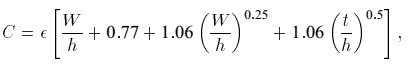 C = ϵ [ W/h + 0.77 + 1.06 (W/h)^0.25 + 1.06 (t/h)^0.5 ] ,